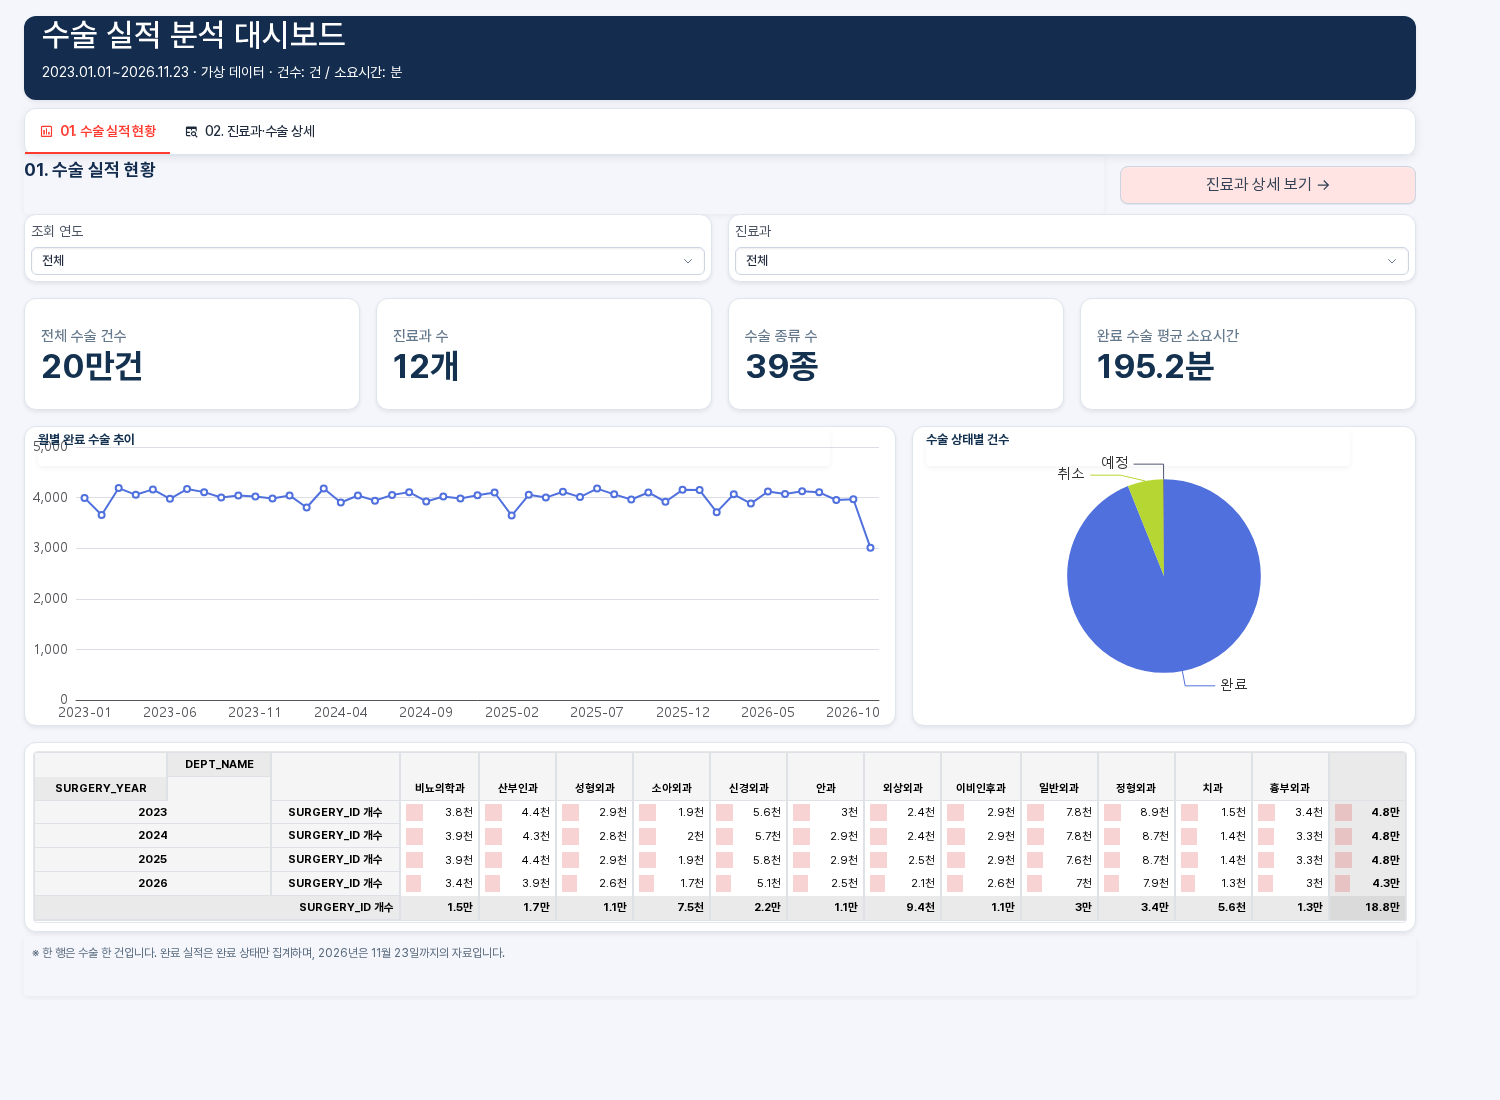 수술 실적 분석 대시보드
2023.01.01~2026.11.23 · 가상 데이터 · 건수: 건 / 소요시간: 분
01. 수술 실적 현황
02. 진료과·수술 상세
01. 수술 실적 현황
진료과 상세 보기 →
조회 연도
전체
진료과
전체
전체 수술 건수
20만건
진료과 수
12개
수술 종류 수
39종
완료 수술 평균 소요시간
195.2분
월별 완료 수술 추이
5,000
4,000
3,000
2,000
1,000
0
2023-01 2023-06 2023-11 2024-04 2024-09 2025-02 2025-07 2025-12 2026-05 2026-10
수술 상태별 건수
예정
취소
완료
DEPT_NAME
SURGERY_YEAR 비뇨의학과 산부인과 성형외과 소아외과 신경외과 안과 외상외과 이비인후과 일반외과 정형외과 치과 흉부외과
2023 SURGERY_ID 개수 3.8천 4.4천 2.9천 1.9천 5.6천 3천 2.4천 2.9천 7.8천 8.9천 1.5천 3.4천 4.8만
2024 SURGERY_ID 개수 3.9천 4.3천 2.8천 2천 5.7천 2.9천 2.4천 2.9천 7.8천 8.7천 1.4천 3.3천 4.8만
2025 SURGERY_ID 개수 3.9천 4.4천 2.9천 1.9천 5.8천 2.9천 2.5천 2.9천 7.6천 8.7천 1.4천 3.3천 4.8만
2026 SURGERY_ID 개수 3.4천 3.9천 2.6천 1.7천 5.1천 2.5천 2.1천 2.6천 7천 7.9천 1.3천 3천 4.3만
SURGERY_ID 개수 1.5만 1.7만 1.1만 7.5천 2.2만 1.1만 9.4천 1.1만 3만 3.4만 5.6천 1.3만 18.8만
※ 한 행은 수술 한 건입니다. 완료 실적은 완료 상태만 집계하며, 2026년은 11월 23일까지의 자료입니다.